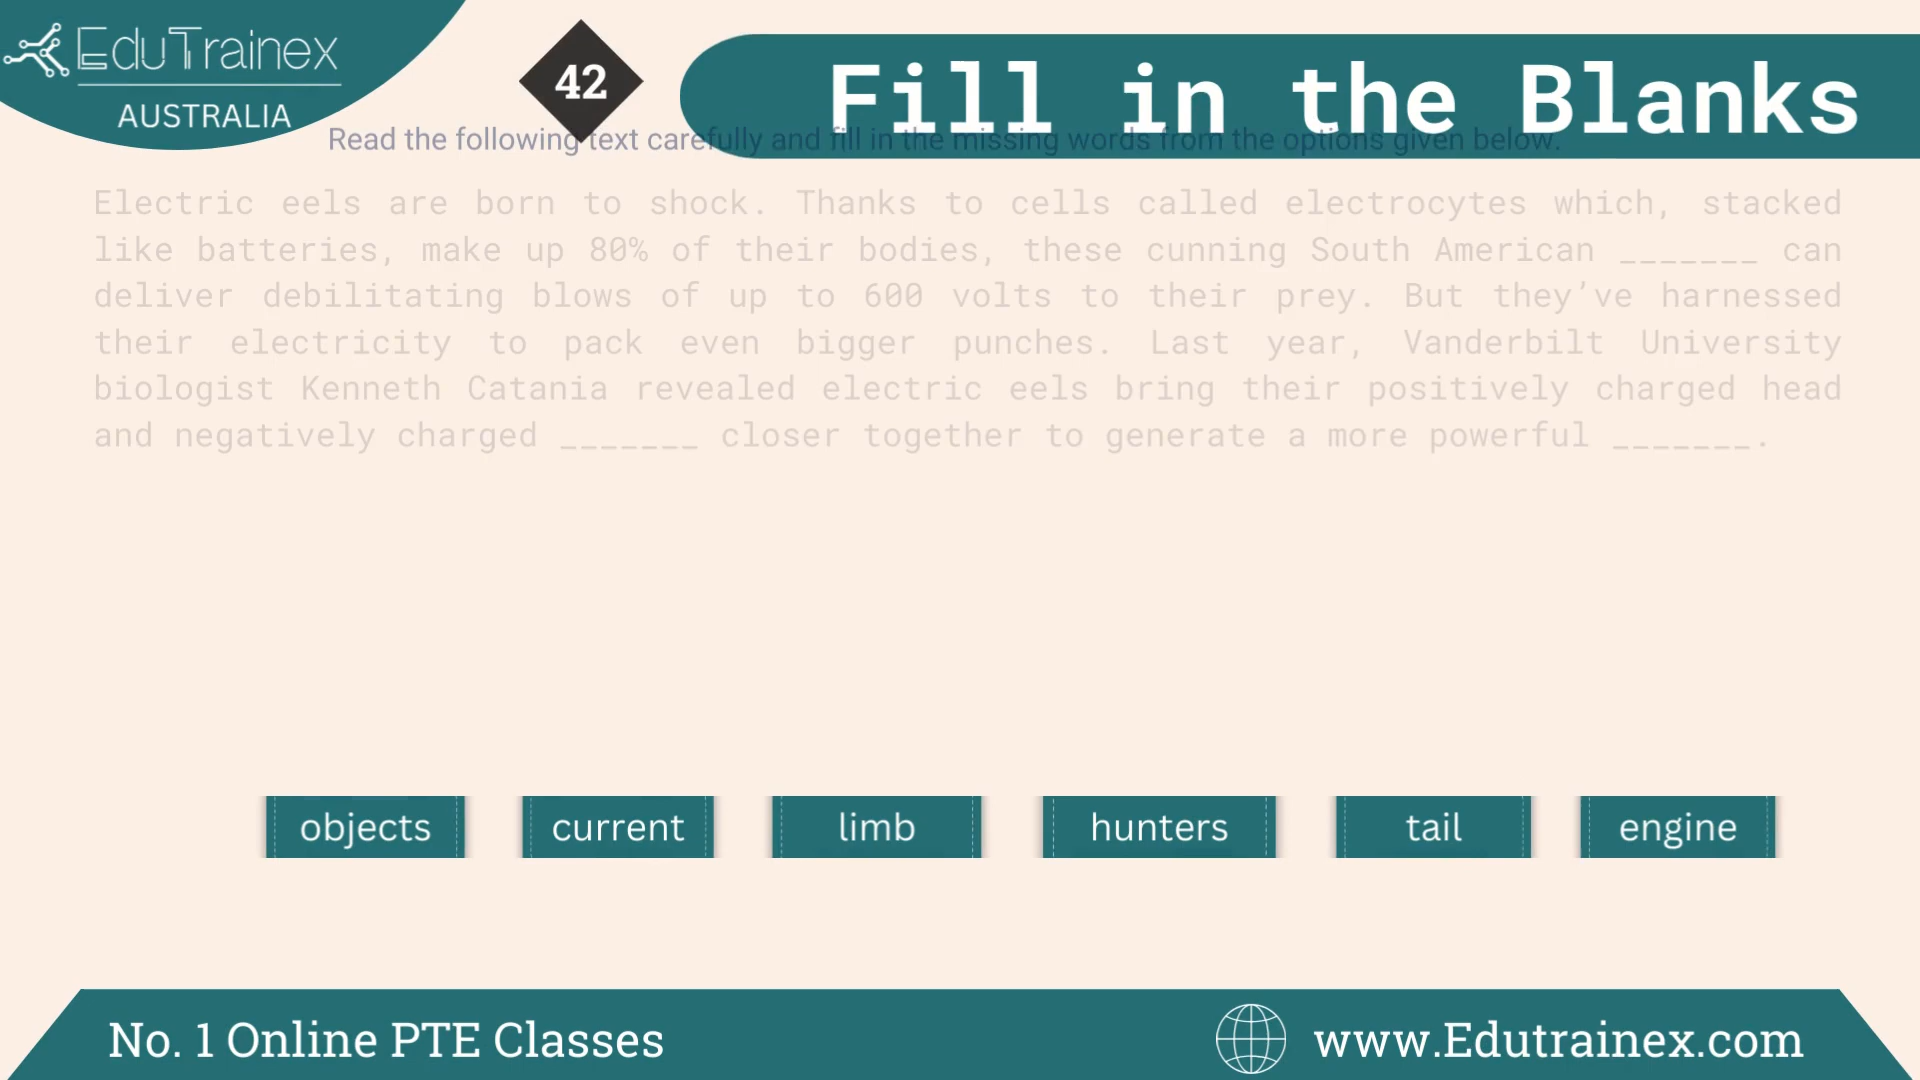 EduTrainex
AUSTRALIA
42
Fill in the Blanks
Read the following text carefully and fill in the missing words from the options given below.
Electric eels are born to shock. Thanks to cells called electrocytes which, stacked
like batteries, make up 80% of their bodies, these cunning South American _______ can
deliver debilitating blows of up to 600 volts to their prey. But they’ve harnessed
their electricity to pack even bigger punches. Last year, Vanderbilt University
biologist Kenneth Catania revealed electric eels bring their positively charged head
and negatively charged _______ closer together to generate a more powerful _______.
objects current limb hunters tail engine
No. 1 Online PTE Classes
www.Edutrainex.com